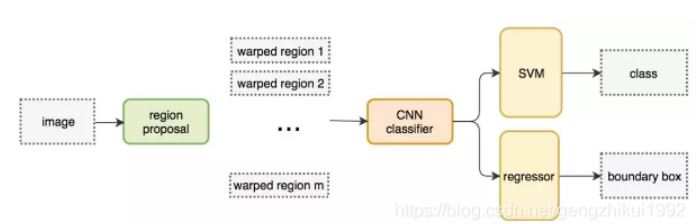 image
region
proposal
warped region 1
warped region 2
...
warped region m
CNN
classifier
SVM
class
regressor
boundary box
https://blog.csdn.net/gengzhikui1992